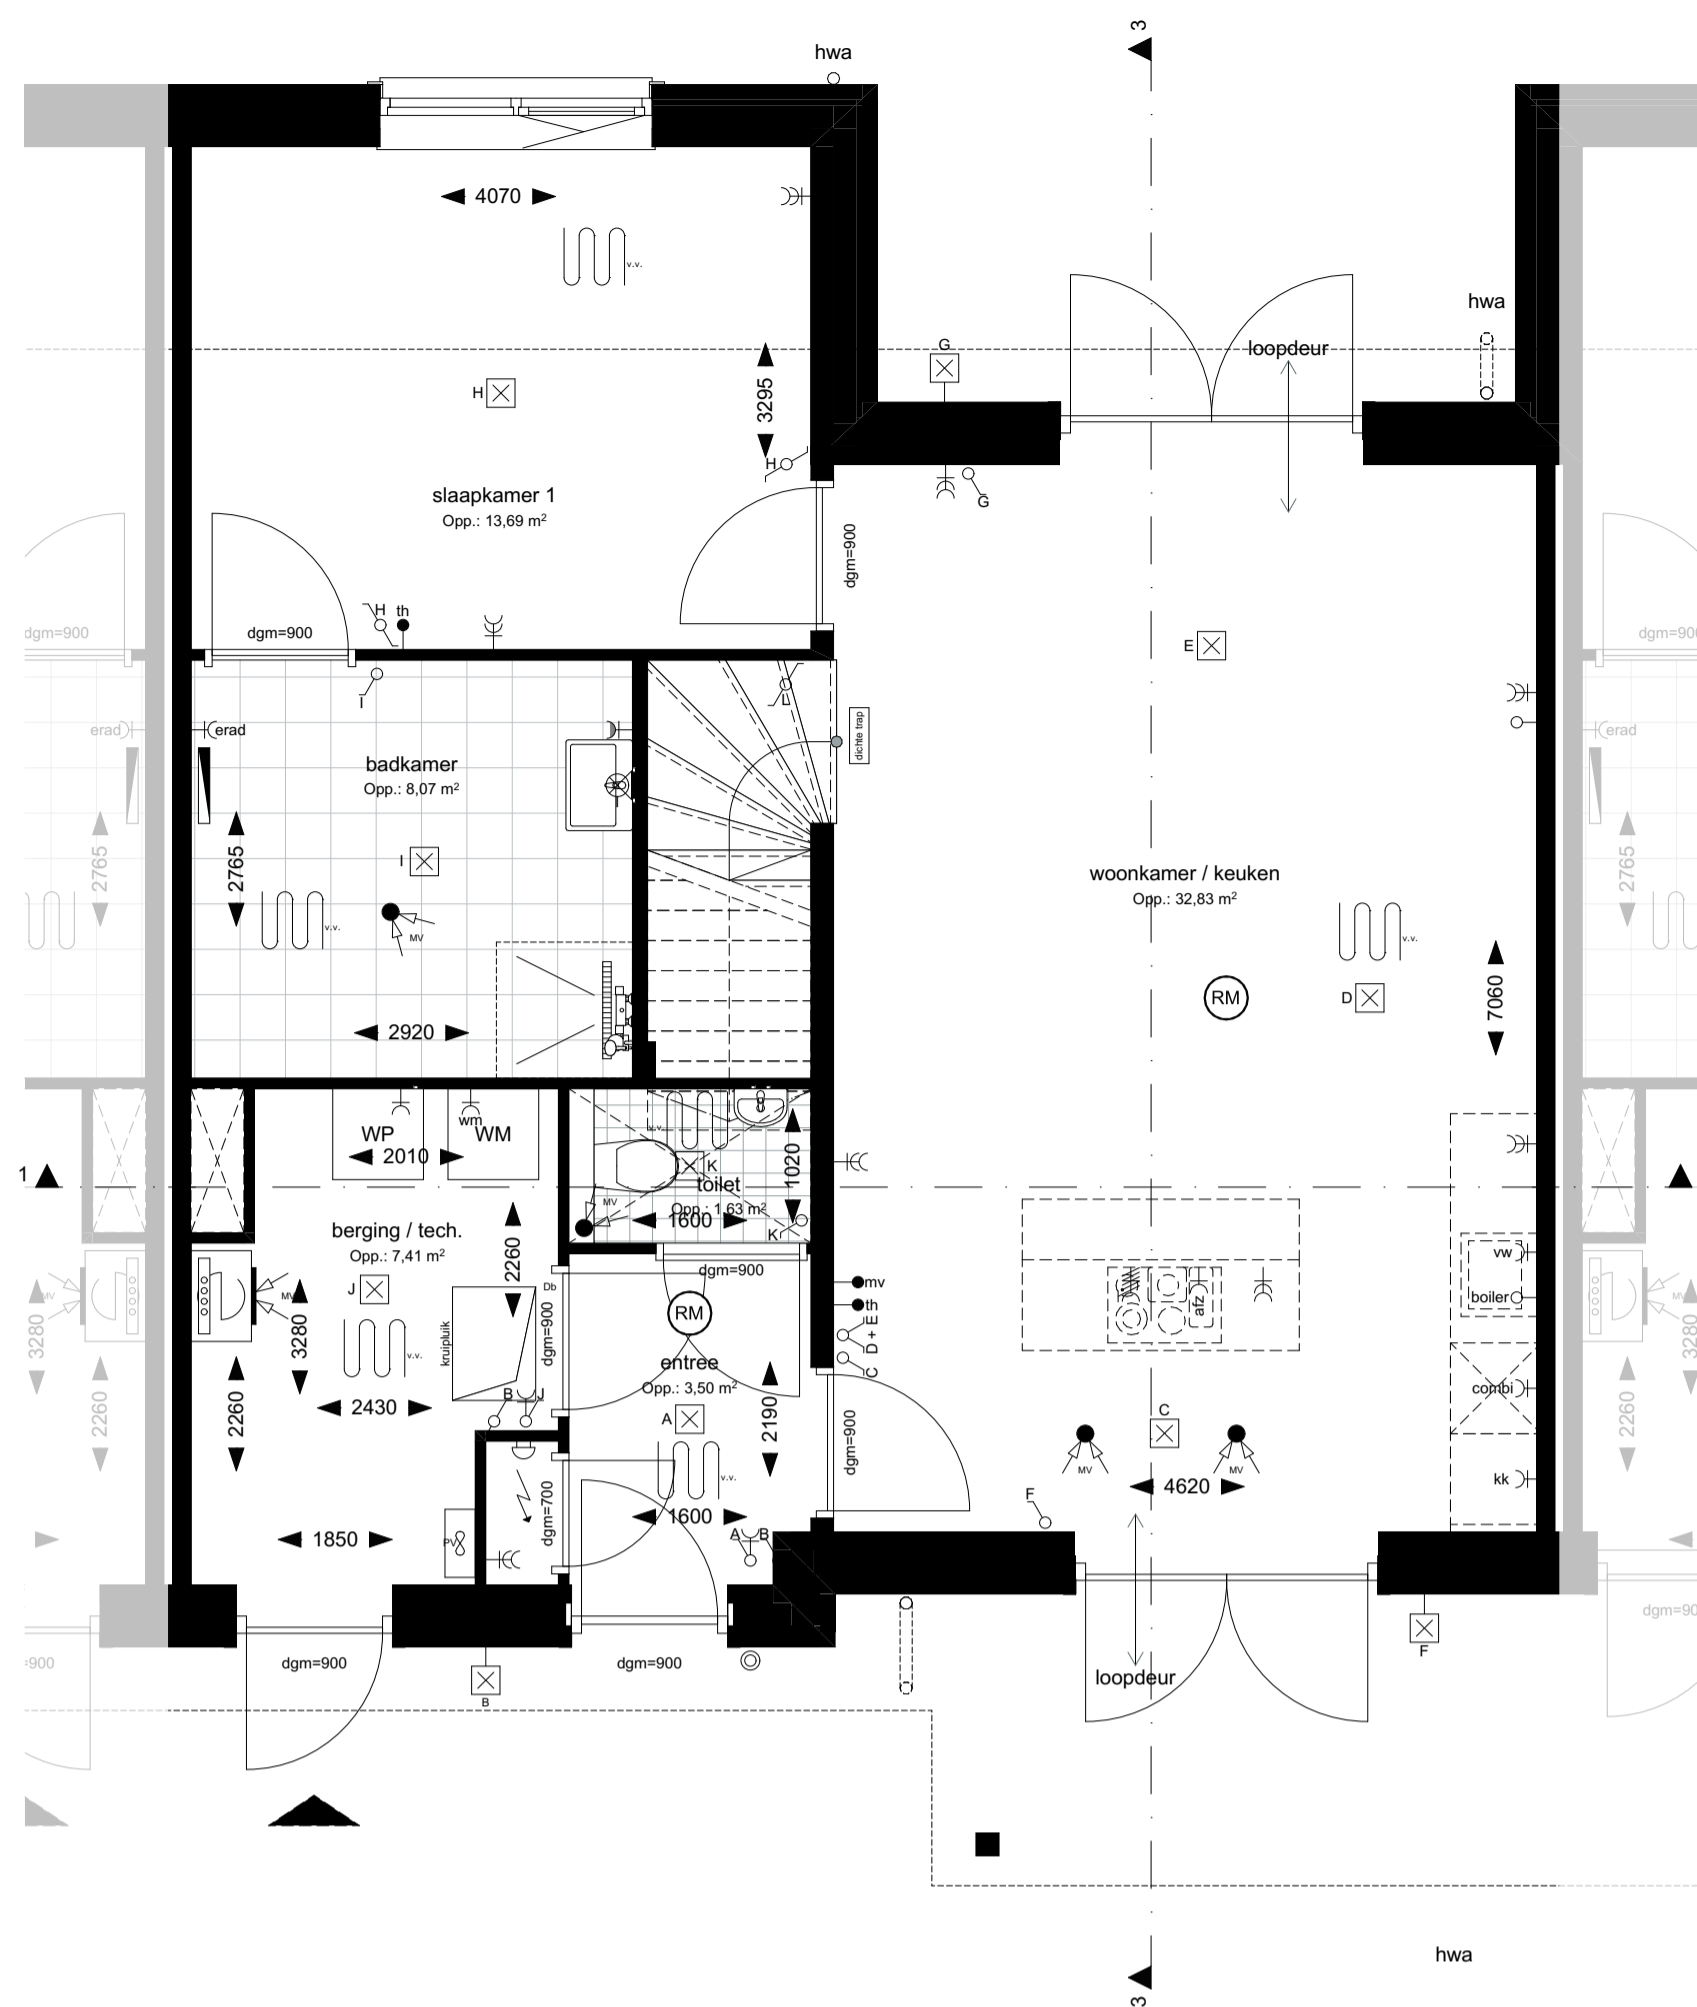 3
hwa
4070
v.v.
hwa
G
loopdeur
H
3295
H
slaapkamer 1
Opp.: 13,69 m²
G
dgm=900
H th
dgm=900
dgm=900
dgm=900
E
I
L
dichte trap
erad
erad
erad
badkamer
Opp.: 8,07 m²
2765
2765
2765
I
woonkamer / keuken
Opp.: 32,83 m²
v.v.
MV
v.v.
7060
RM
D
2920
WP
wm
WM
2010
v.v.
K
1020
toilet
Opp.: 1,63 m²
MV
1600
K
1
berging / tech.
Opp.: 7,41 m²
2260
vw
dgm=900
mv
J
Db
boiler
th
MV
MV
3280
3280
3280
RM
D + E
afz
kruipluik
dgm=900
v.v.
entree
Opp.: 3,50 m²
C
combi
B
J
2430
A
2260
2260
2260
2190
C
dgm=900
v.v.
MV
MV
kk
4620
dgm=700
1600
F
1850
PV
A
B
dgm=900
=900
dgm=900
dgm=900
B
F
loopdeur
hwa
3